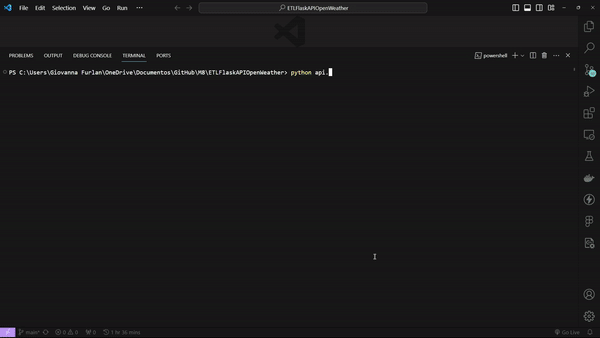 File Edit Selection View Go Run ··· ETLFlaskAPIOpenWeather
PROBLEMS OUTPUT DEBUG CONSOLE TERMINAL PORTS powershell
PS C:\Users\Giovanna Furlan\OneDrive\Documentos\GitHub\M8\ETLFlaskAPIOpenWeather> python api.
main* 0 0 0 1 hr 36 mins Go Live